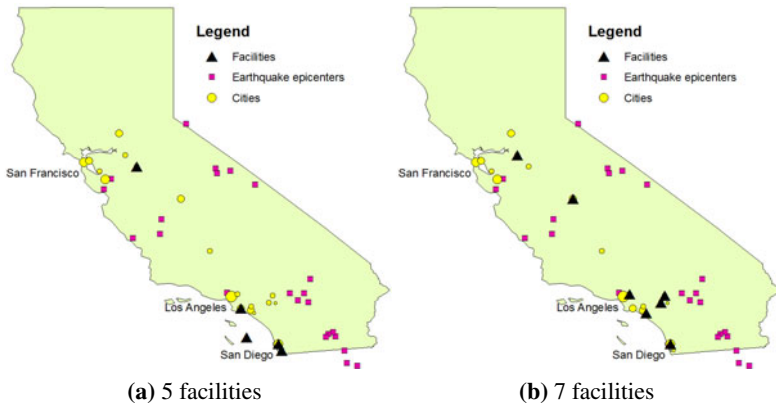 Legend
Facilities
Earthquake epicenters
Cities
San Francisco
Los Angeles
San Diego
(a) 5 facilities
Legend
Facilities
Earthquake epicenters
Cities
San Francisco
Los Angeles
San Diego
(b) 7 facilities